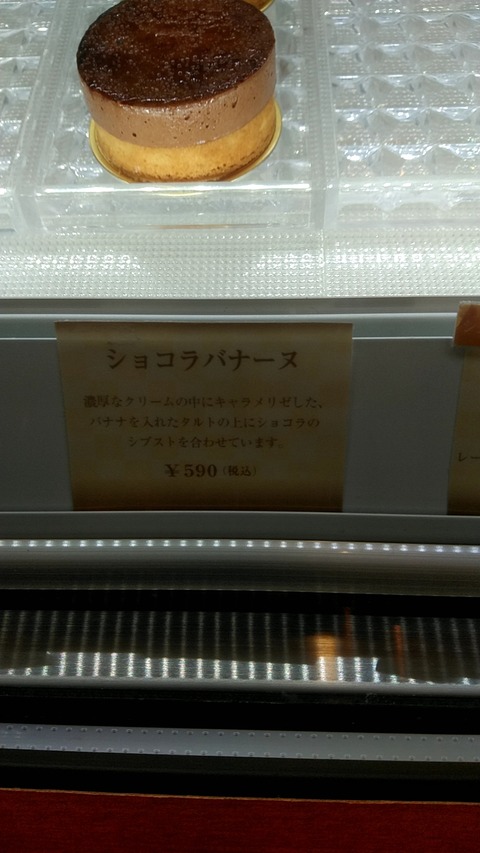 ショコラバナーヌ
濃厚なクリームの中にキャラメリゼした、
バナナを入れたタルトの上にショコラの
シブストを合わせています。
¥590（税込）
レー